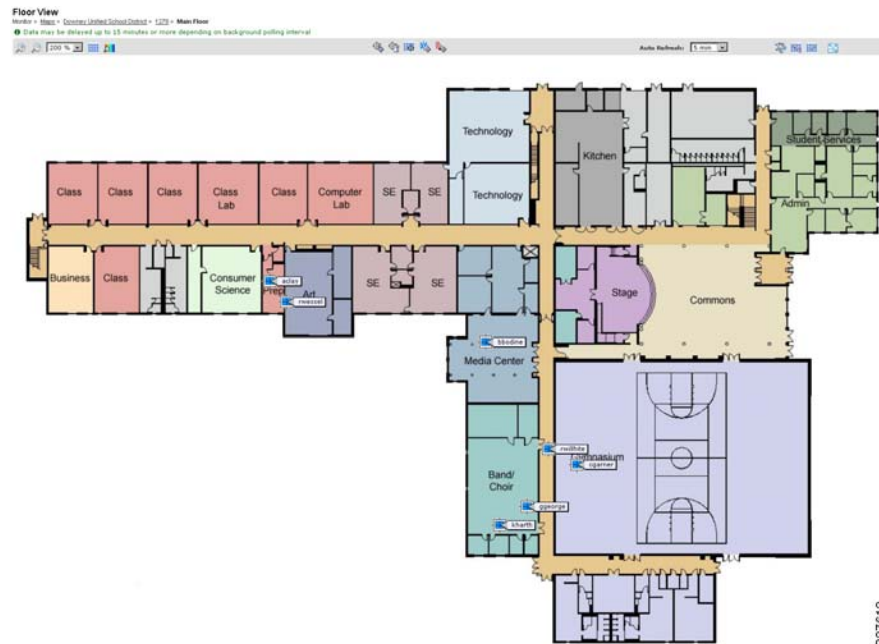 Floor View
Monitor > Maps > Downey Unified School District > 1279 > Main Floor
Data may be delayed up to 15 minutes or more depending on background polling interval
200 %
Auto Refresh: 5 min
Technology
Kitchen
Student Services
Class
Class
Class
Class Lab
Class
Computer Lab
SE
SE
Technology
Admin
Business
Class
Consumer Science
Prep
Art
SE
SE
Stage
Commons
rwassel
bbodine
Media Center
rwillhite
Gymnasium
cgarner
Band/
Choir
ggeorge
kharth